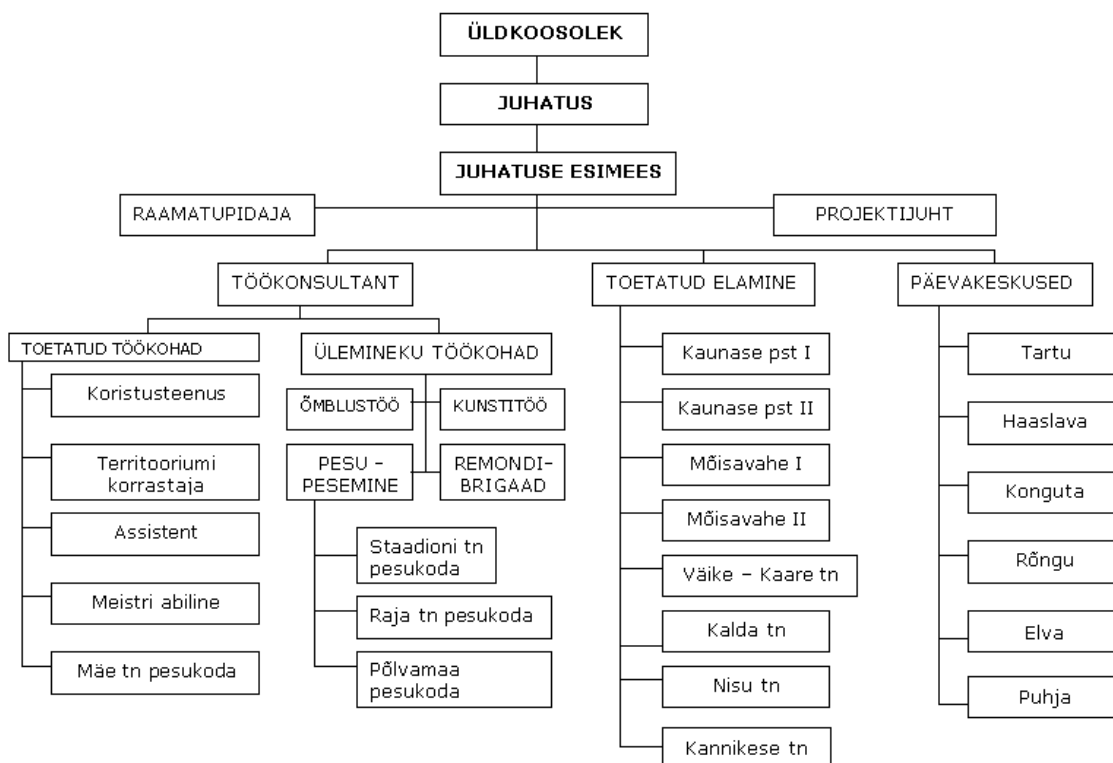 ÜLDKOOSOLEK
JUHATUS
JUHATUSE ESIMEES
RAAMATUPIDAJA
PROJEKTIJUHT
TÖÖKONSULTANT
TOETATUD ELAMINE
PÄEVAKESKUSED
TOETATUD TÖÖKOHAD
Koristusteenus
Territooriumi
korrastaja
Assistent
Meistri abiline
Mäe tn pesukoda
ÜLEMINEKU TÖÖKOHAD
ÕMBLUSTÖÖ
KUNSTITÖÖ
PESU –
PESEMINE
REMONDI-
BRIGAAD
Staadioni tn
pesukoda
Raja tn pesukoda
Põlvamaa
pesukoda
Kaunase pst I
Kaunase pst II
Mõisavahe I
Mõisavahe II
Väike – Kaare tn
Kalda tn
Nisu tn
Kannikese tn
Tartu
Haaslava
Konguta
Rõngu
Elva
Puhja